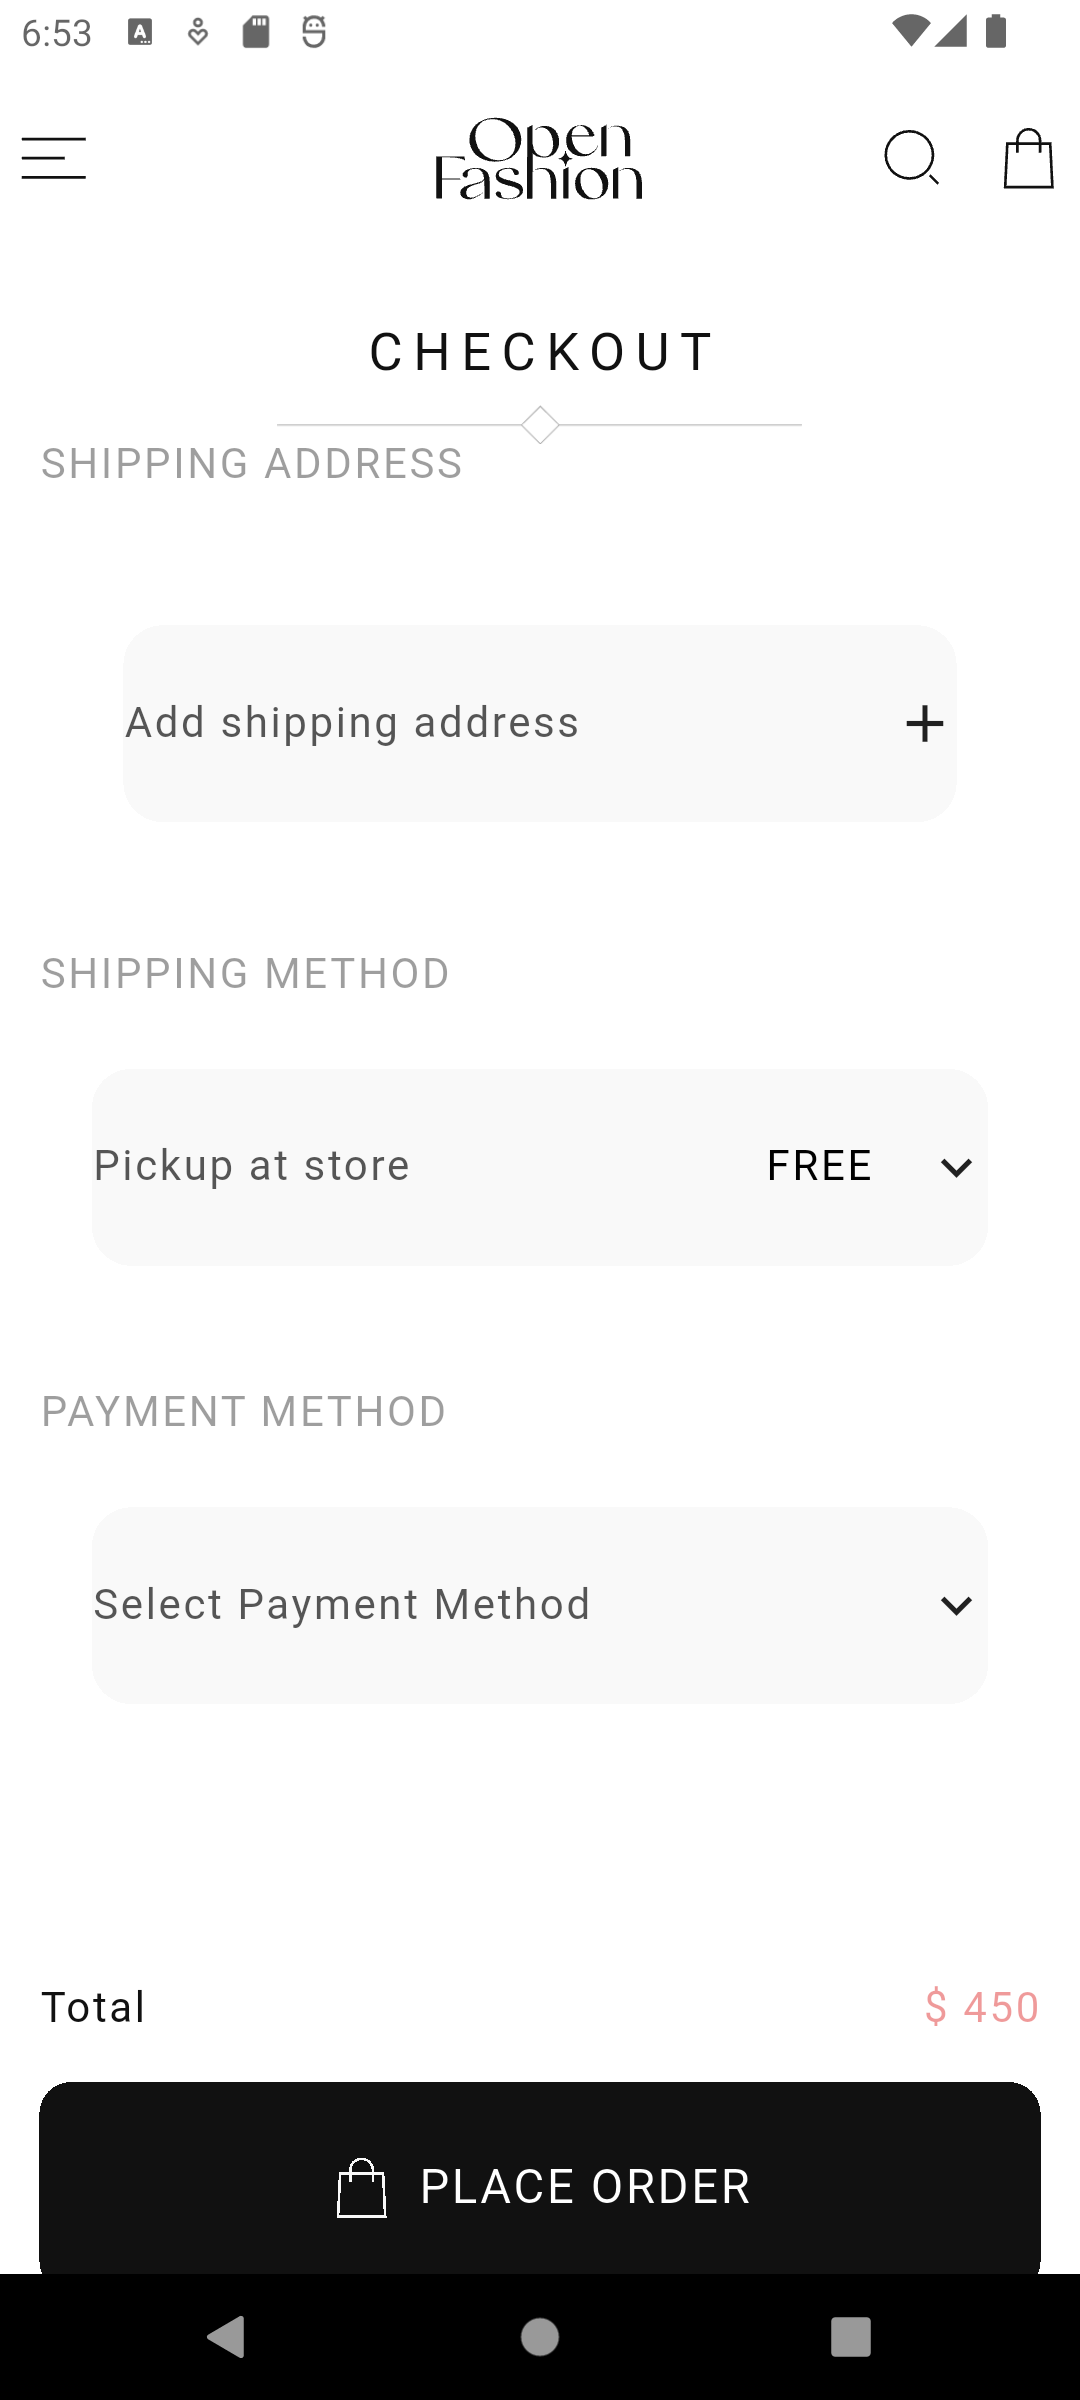 6:53
Open
Fashion
CHECKOUT
SHIPPING ADDRESS
Add shipping address
SHIPPING METHOD
Pickup at store FREE
PAYMENT METHOD
Select Payment Method
Total $ 450
PLACE ORDER